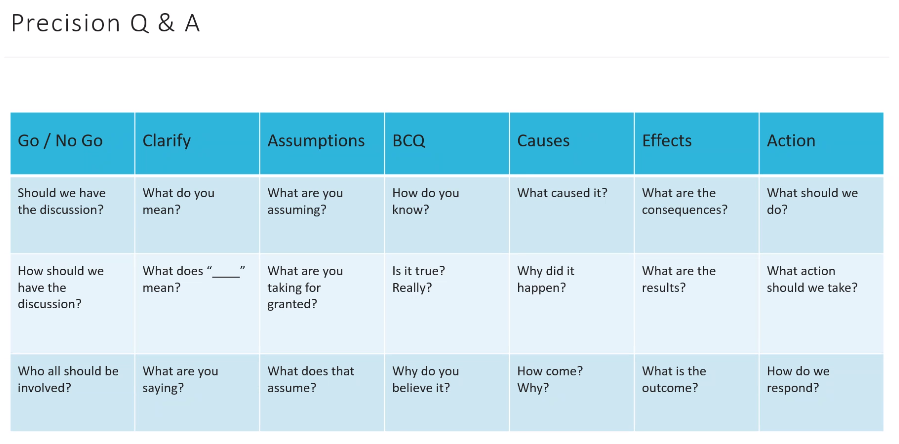 Precision Q & A
Go / No Go
Clarify
Assumptions
BCQ
Causes
Effects
Action
Should we have
the discussion?
What do you
mean?
What are you
assuming?
How do you
know?
What caused it?
What are the
consequences?
What should we
do?
How should we
have the
discussion?
What does “____”
mean?
What are you
taking for
granted?
Is it true?
Really?
Why did it
happen?
What are the
results?
What action
should we take?
Who all should be
involved?
What are you
saying?
What does that
assume?
Why do you
believe it?
How come?
Why?
What is the
outcome?
How do we
respond?